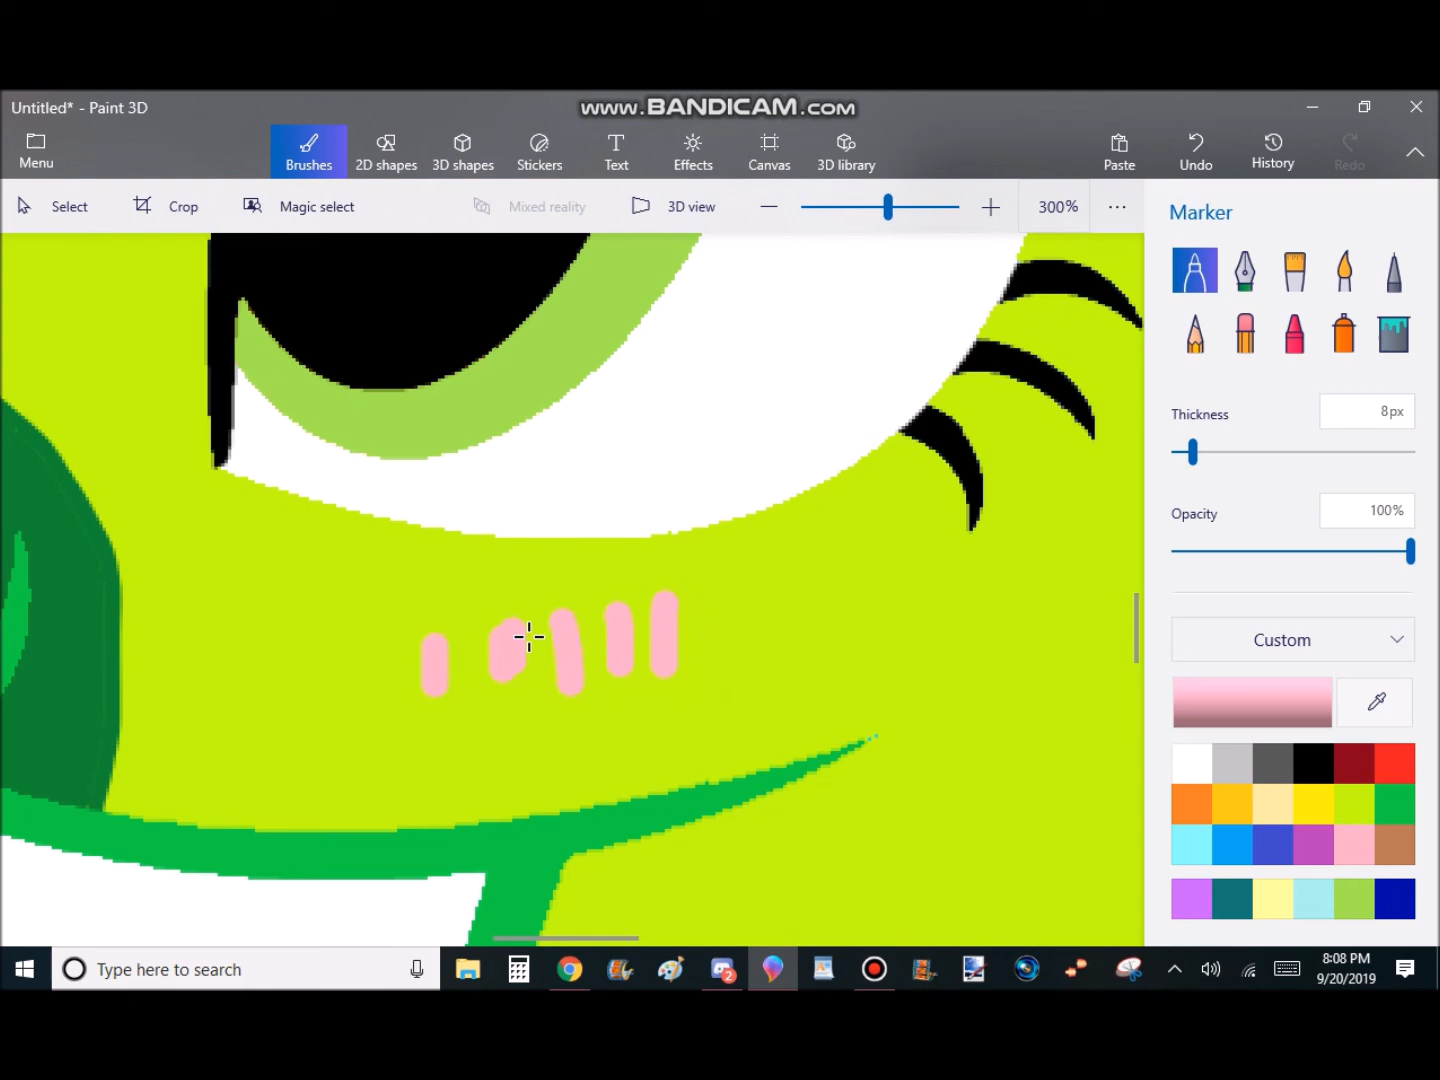 Untitled* - Paint 3D
www.BANDICAM.com
Menu
Brushes
2D shapes
3D shapes
Stickers
Text
Effects
Canvas
3D library
Paste
Undo
History
Redo
Select
Crop
Magic select
Mixed reality
3D view
300%
Marker
Thickness
8px
Opacity
100%
Custom
Type here to search
2
8:08 PM
9/20/2019